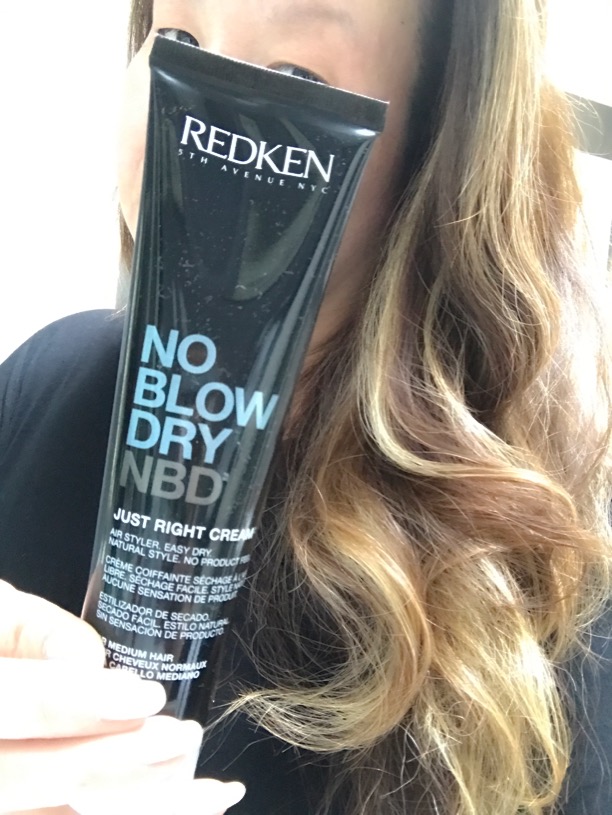 REDKEN
5TH AVENUE NYC
NO
BLOW
DRY
NBD
JUST RIGHT CREAM
AIR STYLER. EASY DRY.
NATURAL STYLE. NO PRODUCT
CRÈME COIFFANTE SÉCHAGE À
LIBRE. SÉCHAGE FACILE. STYLE
AUCUNE SENSATION DE
ESTILIZADOR DE SECADO.
SECADO FÁCIL. ESTILO NATURAL.
SIN SENSACIÓN DE PRODUCTO.
MEDIUM HAIR
CHEVEUX NORMAUX
CABELLO MEDIANO